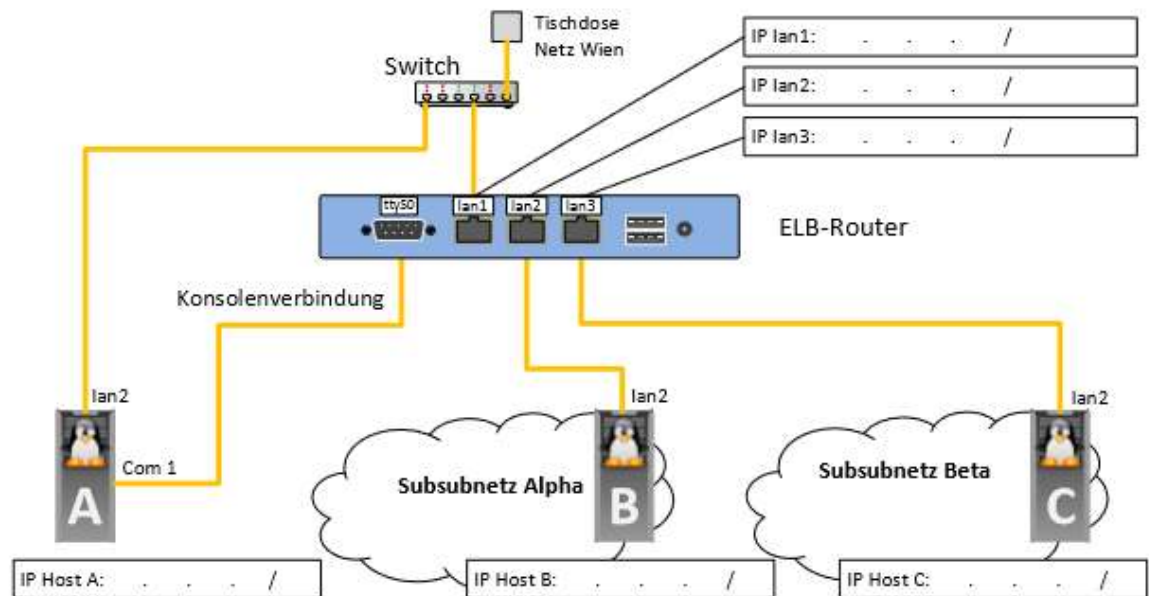 Tischdose
Netz Wien
IP lan1: . . . /
Switch
IP lan2: . . . /
IP lan3: . . . /
ttyS0
lan1
lan2
lan3
ELB-Router
Konsolenverbindung
lan2
lan2
lan2
Com 1
Subsubnetz Alpha
Subsubnetz Beta
A
B
C
IP Host A: . . . /
IP Host B: . . . /
IP Host C: . . . /